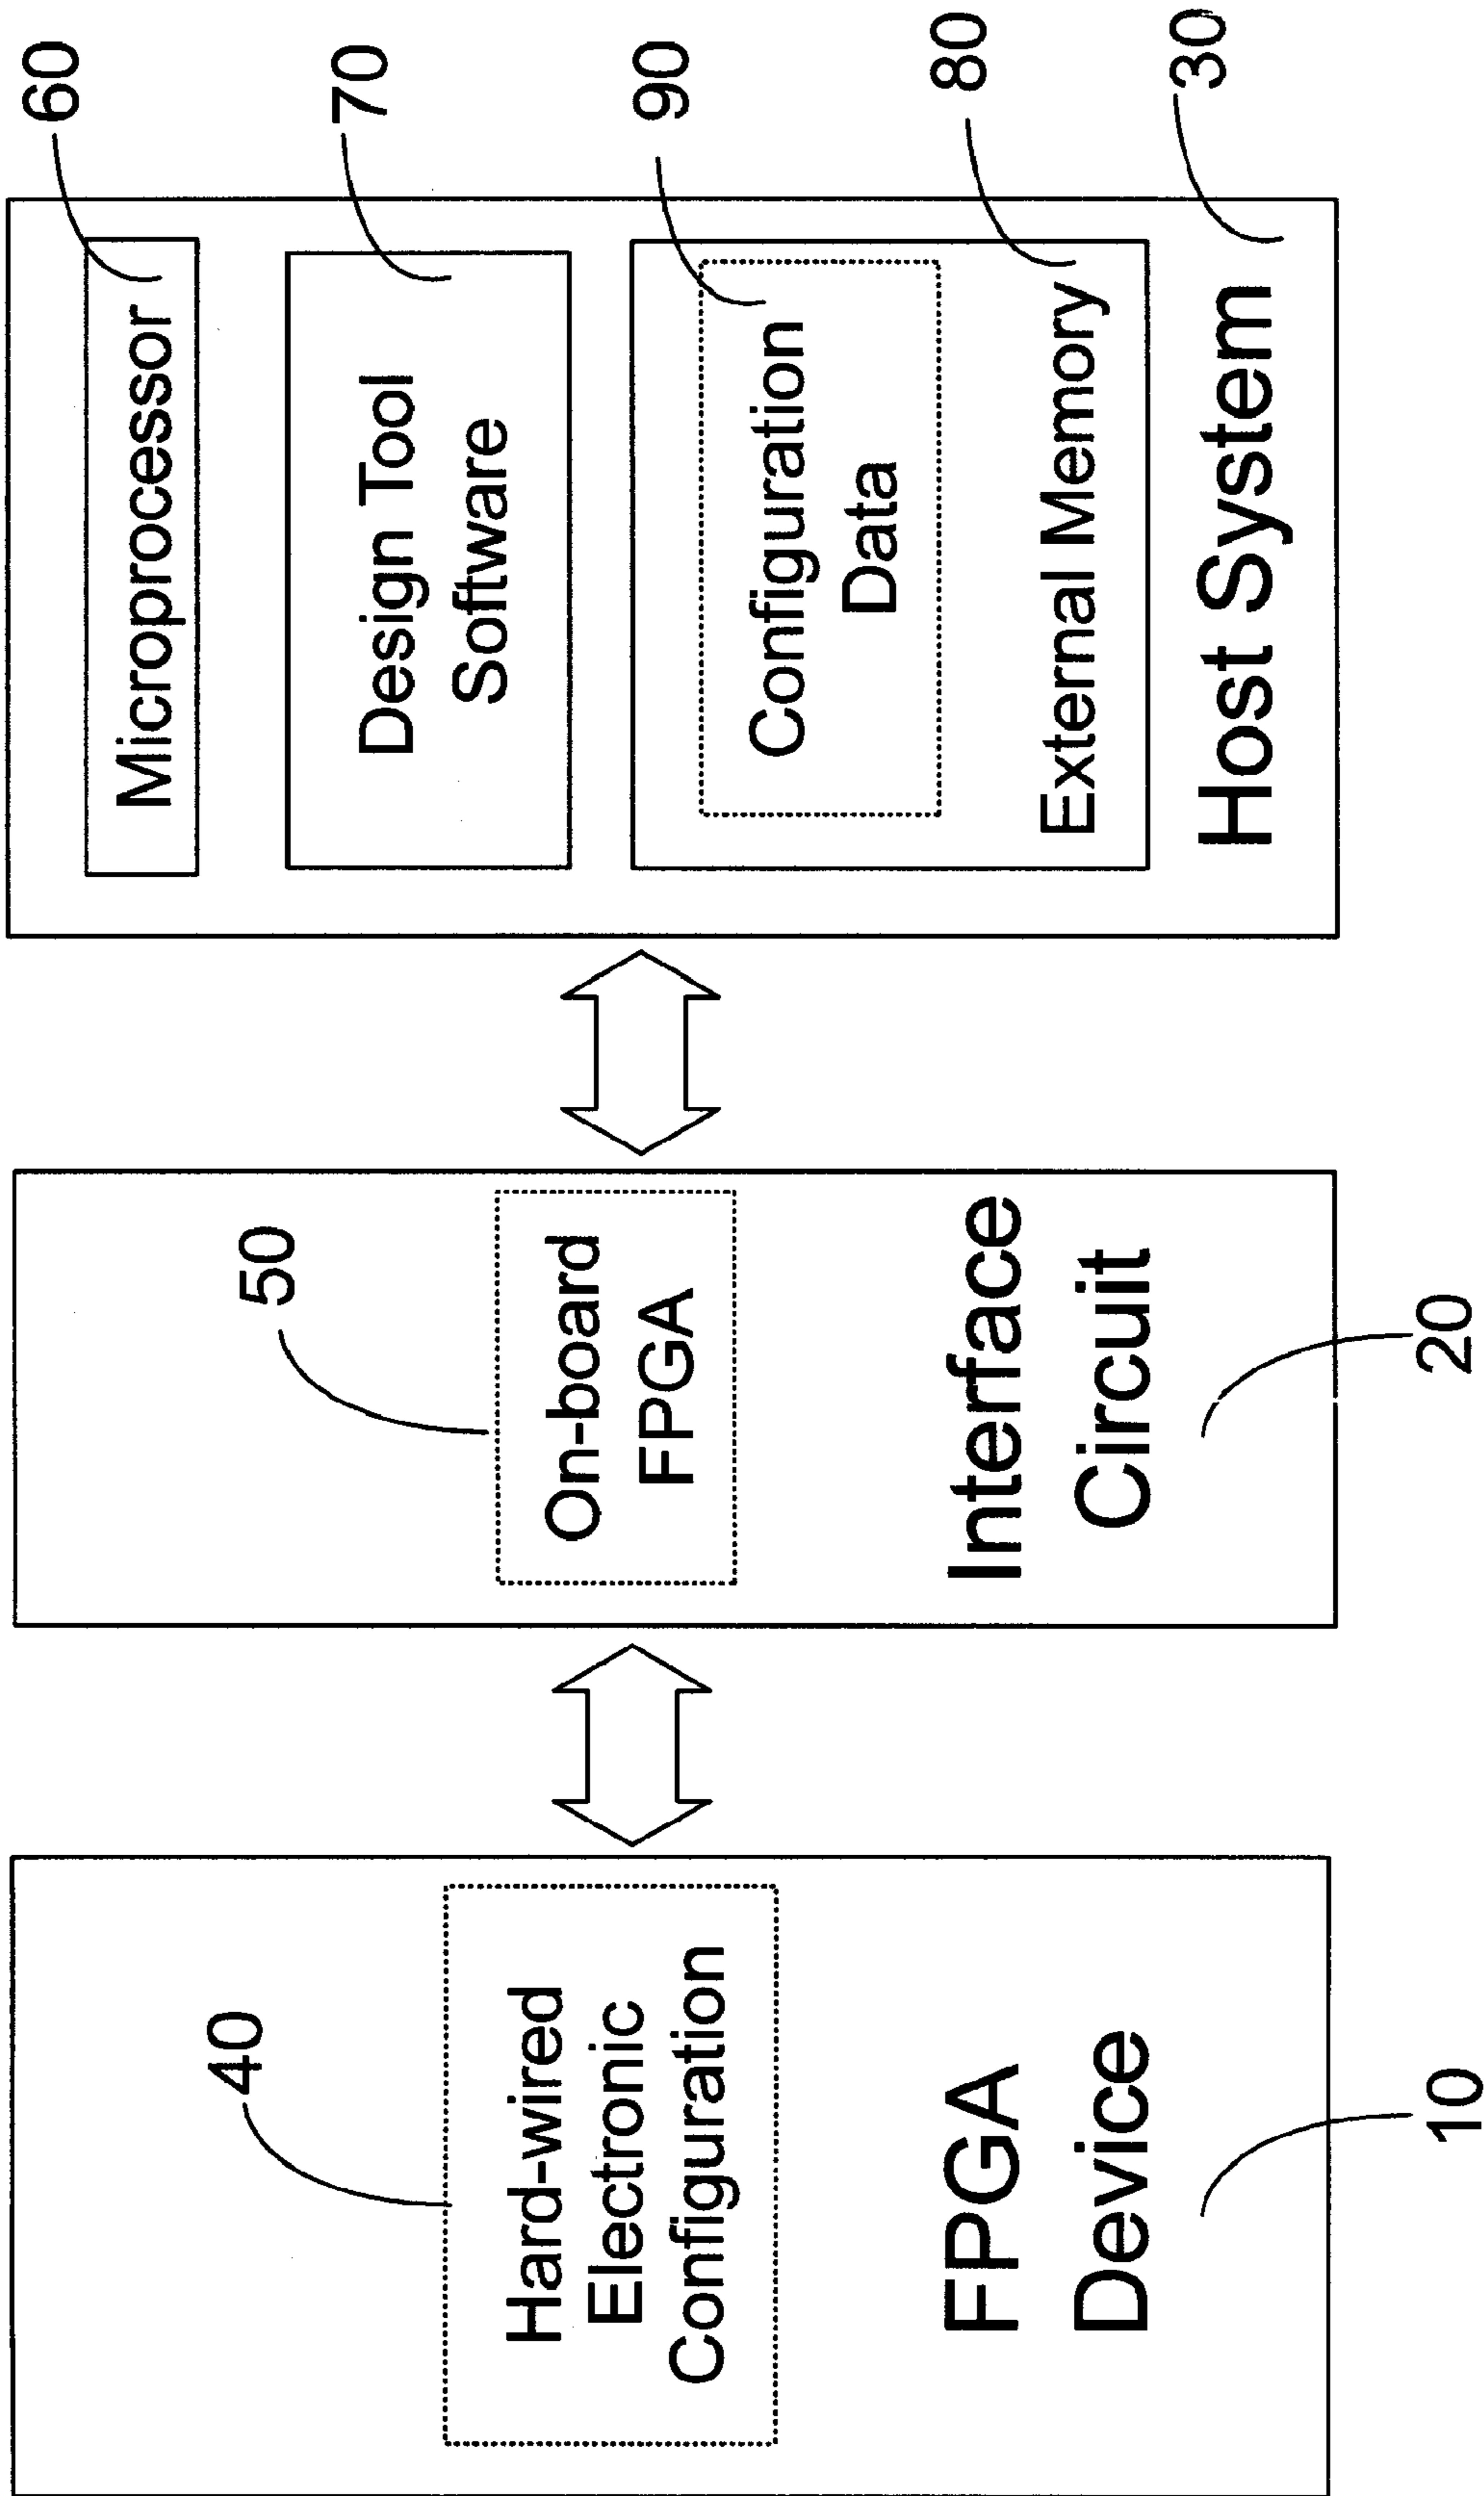 40
Hard-wired
Electronic
Configuration
FPGA
Device
10
50
On-board
FPGA
Interface
Circuit
20
60
Microprocessor
70
Design Tool
Software
90
Configuration
Data
80
External Memory
30
Host System